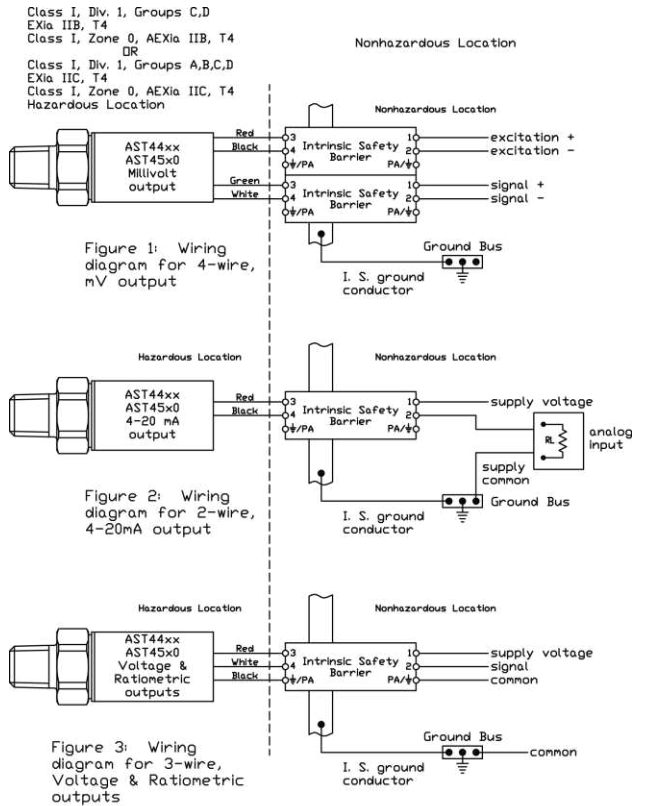 Class I, Div. 1, Groups C,D
EXia IIB, T4
Class I, Zone 0, AEXia IIB, T4
OR
Class I, Div. 1, Groups A,B,C,D
EXia IIC, T4
Class I, Zone 0, AEXia IIC, T4
Hazardous Location
Nonhazardous Location
Nonhazardous Location
AST44xx
AST45x0
Millivolt
output
Red
Black
Green
White
3
4
⏚/PA
Intrinsic Safety
Barrier
1
2
PA/⏚
3
4
⏚/PA
Intrinsic Safety
Barrier
1
2
PA/⏚
excitation +
excitation -
signal +
signal -
Figure 1: Wiring
diagram for 4-wire,
mV output
I. S. ground
conductor
Ground Bus
Hazardous Location
Nonhazardous Location
AST44xx
AST45x0
4-20 mA
output
Red
Black
3
4
⏚/PA
Intrinsic Safety
Barrier
1
2
PA/⏚
supply voltage
RL
analog
input
supply
common
Figure 2: Wiring
diagram for 2-wire,
4-20mA output
I. S. ground
conductor
Ground Bus
Hazardous Location
Nonhazardous Location
AST44xx
AST45x0
Voltage &
Ratiometric
outputs
Red
White
Black
3
4
⏚/PA
Intrinsic Safety
Barrier
1
2
PA/⏚
supply voltage
signal
common
Figure 3: Wiring
diagram for 3-wire,
Voltage & Ratiometric
outputs
I. S. ground
conductor
Ground Bus
common